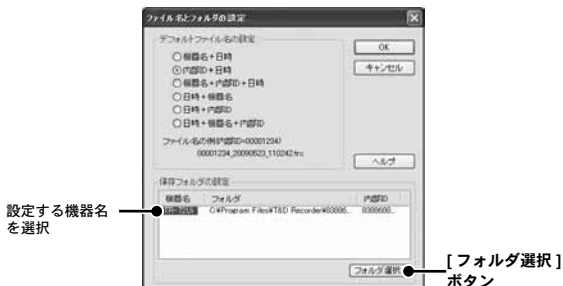 ファイル名とフォルダの設定
デフォルトファイル名の設定
機器名+日時
内部ID+日時
機器名+内部ID+日時
日時+機器名
日時+内部ID
日時+機器名+内部ID
ファイル名の例(内部ID=00001234)
00001234_20090523_110242.trx
OK
キャンセル
ヘルプ
保存フォルダの設定
機器名 フォルダ 内部ID
TR-72Ui C:¥Program Files¥T&D Recorder¥83886.. 8388608..
フォルダ選択
設定する機器名
を選択
[ フォルダ選択 ]
ボタン